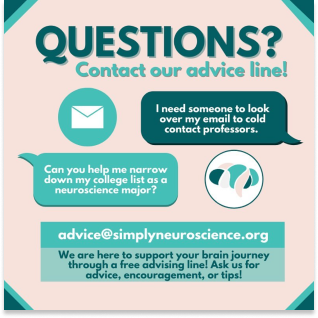 QUESTIONS?
Contact our advice line!
I need someone to look
over my email to cold
contact professors.
Can you help me narrow
down my college list as a
neuroscience major?
advice@simplyneuroscience.org
We are here to support your brain journey
through a free advising line! Ask us for
advice, encouragement, or tips!